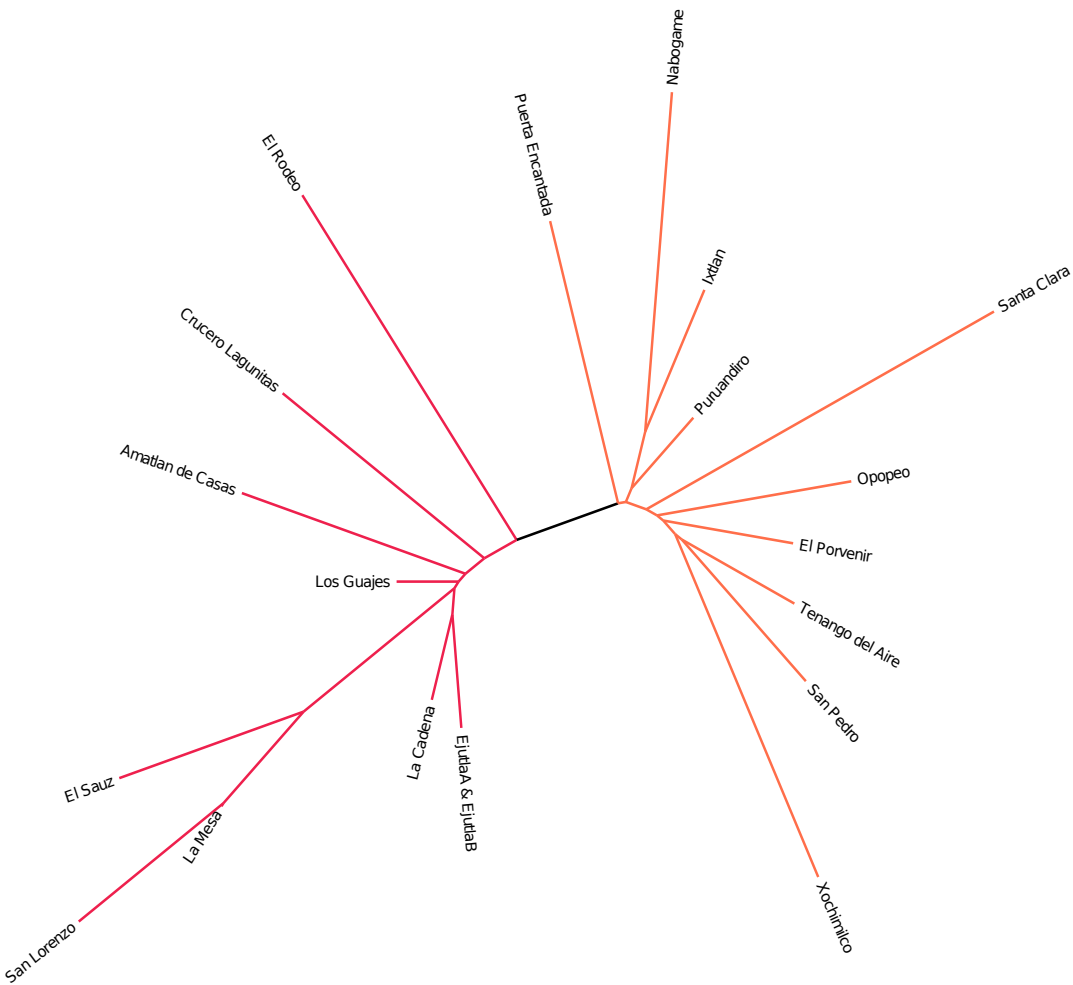 Nabogame
Puerta Encantada
El Rodeo
Ixtlan
Santa Clara
Crucero Lagunitas
Puruandiro
Amatlan de Casas
Opopeo
El Porvenir
Los Guajes
Tenango del Aire
San Pedro
La Cadena
EjutlaA & EjutlaB
El Sauz
La Mesa
Xochimilco
San Lorenzo